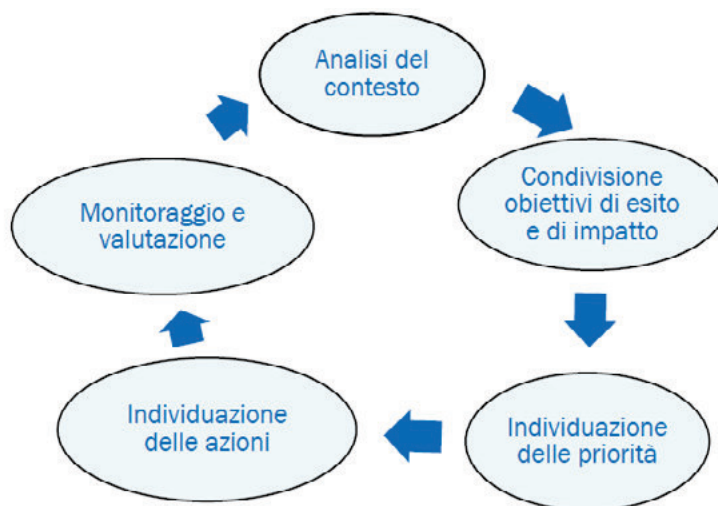 Analisi del
contesto
Condivisione
obiettivi di esito
e di impatto
Individuazione
delle priorità
Individuazione
delle azioni
Monitoraggio e
valutazione